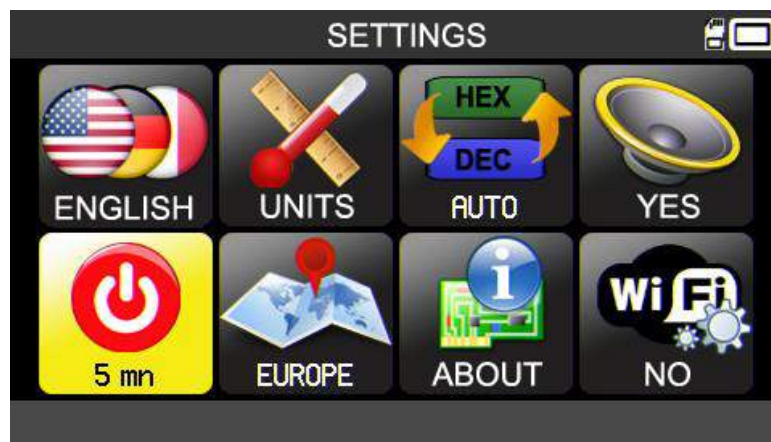 SETTINGS
HEX
DEC
ENGLISH
UNITS
AUTO
YES
i
Wi Fi
5 mn
EUROPE
ABOUT
NO